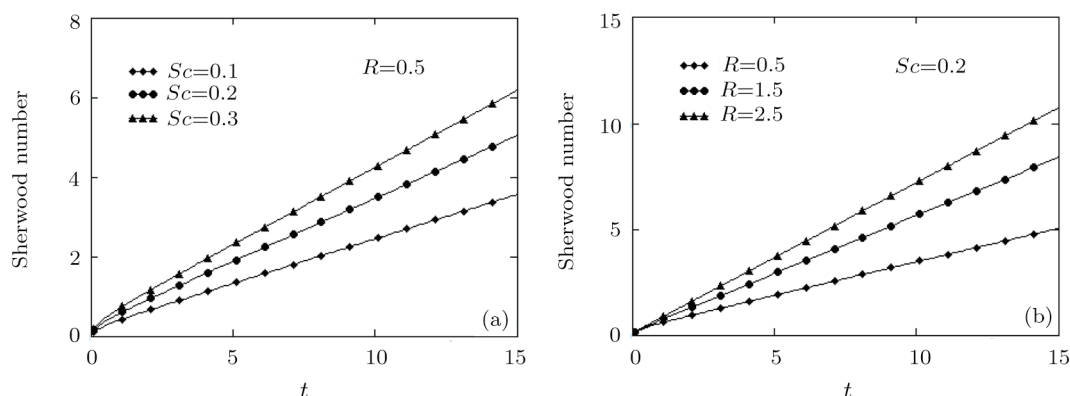 8
6
4
2
0
Sherwood number
Sc=0.1
Sc=0.2
Sc=0.3
R=0.5
(a)
0 5 10 15
t
15
10
5
0
Sherwood number
R=0.5
R=1.5
R=2.5
Sc=0.2
(b)
0 5 10 15
t